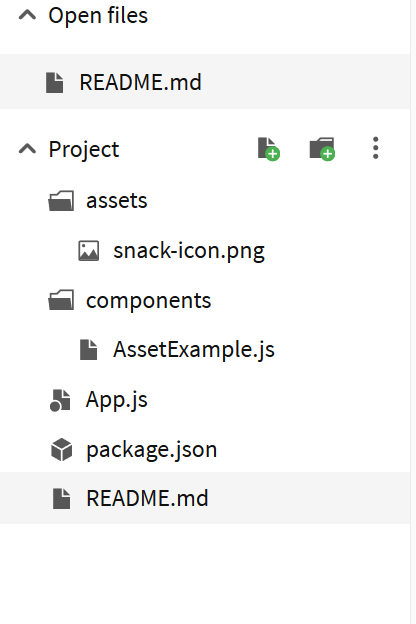 Open files
README.md
Project
assets
snack-icon.png
components
AssetExample.js
App.js
package.json
README.md